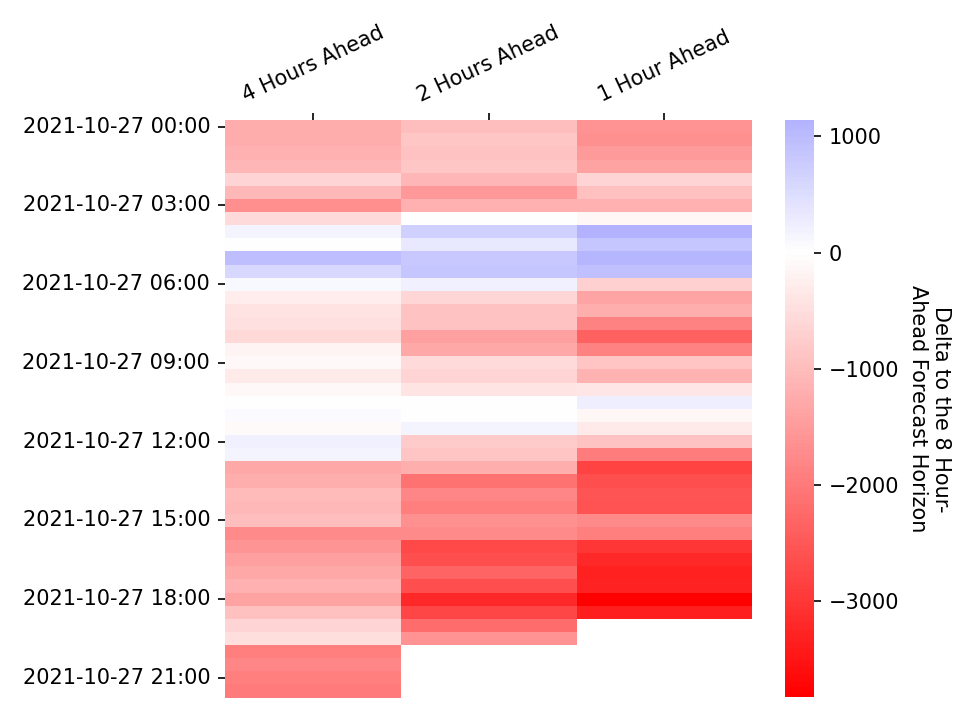 4 Hours Ahead
2 Hours Ahead
1 Hour Ahead
2021-10-27 00:00
2021-10-27 03:00
2021-10-27 06:00
2021-10-27 09:00
2021-10-27 12:00
2021-10-27 15:00
2021-10-27 18:00
2021-10-27 21:00
1000
0
−1000
−2000
−3000
Delta to the 8 Hour-
Ahead Forecast Horizon